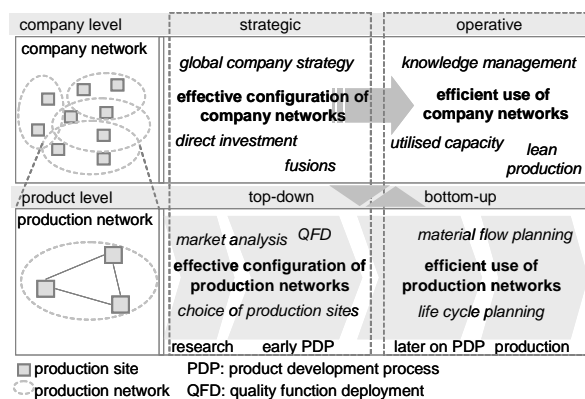 company level
strategic
operative
company network
global company strategy
effective configuration of
company networks
direct investment
fusions
knowledge management
efficient use of
company networks
utilised capacity
lean
production
product level
top-down
bottom-up
production network
market analysis
QFD
effective configuration of
production networks
choice of production sites
research
early PDP
material flow planning
efficient use of
production networks
life cycle planning
later on PDP
production
production site
PDP: product development process
production network
QFD: quality function deployment